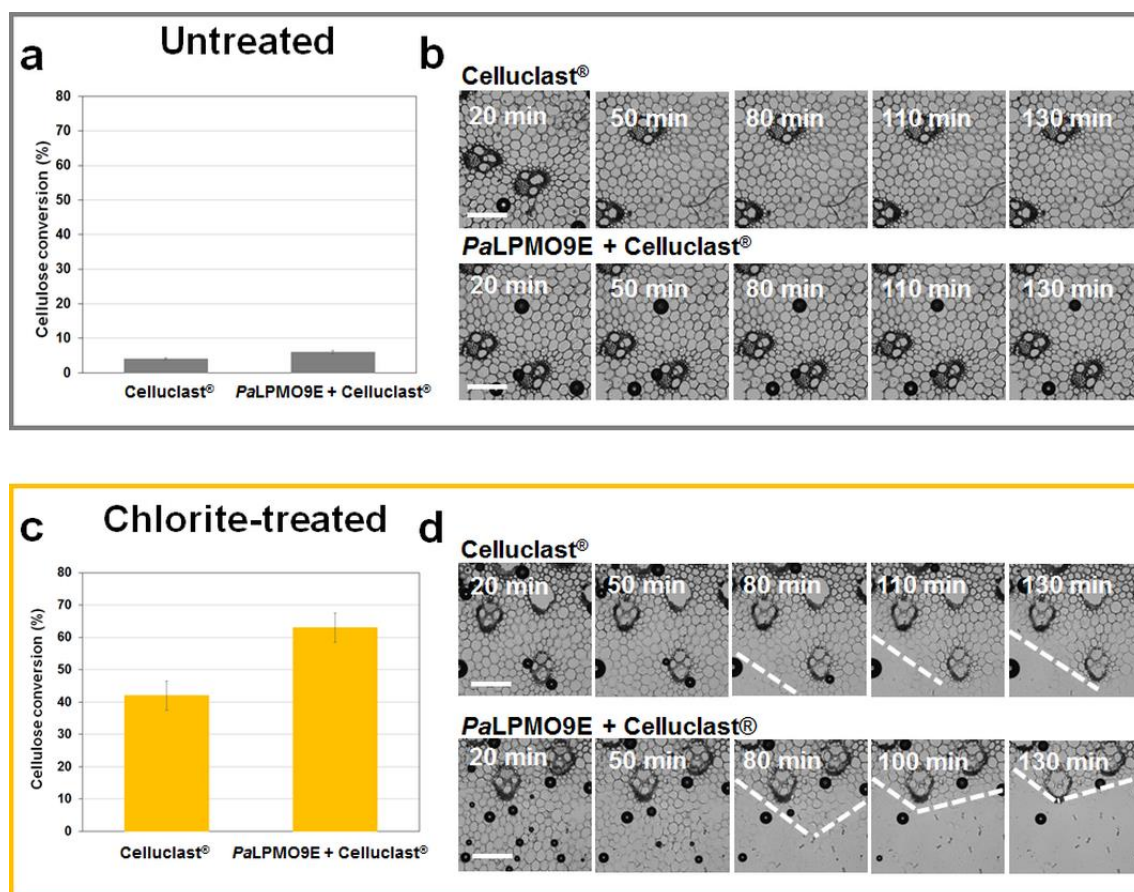 a
Untreated
Cellulose conversion (%)
80
70
60
50
40
30
20
10
0
Celluclast®
PaLPMO9E + Celluclast®
b
Celluclast®
20 min
50 min
80 min
110 min
130 min
PaLPMO9E + Celluclast®
20 min
50 min
80 min
110 min
130 min
c
Chlorite-treated
Cellulose conversion (%)
80
70
60
50
40
30
20
10
0
Celluclast®
PaLPMO9E + Celluclast®
d
Celluclast®
20 min
50 min
80 min
110 min
130 min
PaLPMO9E + Celluclast®
20 min
50 min
80 min
100 min
130 min